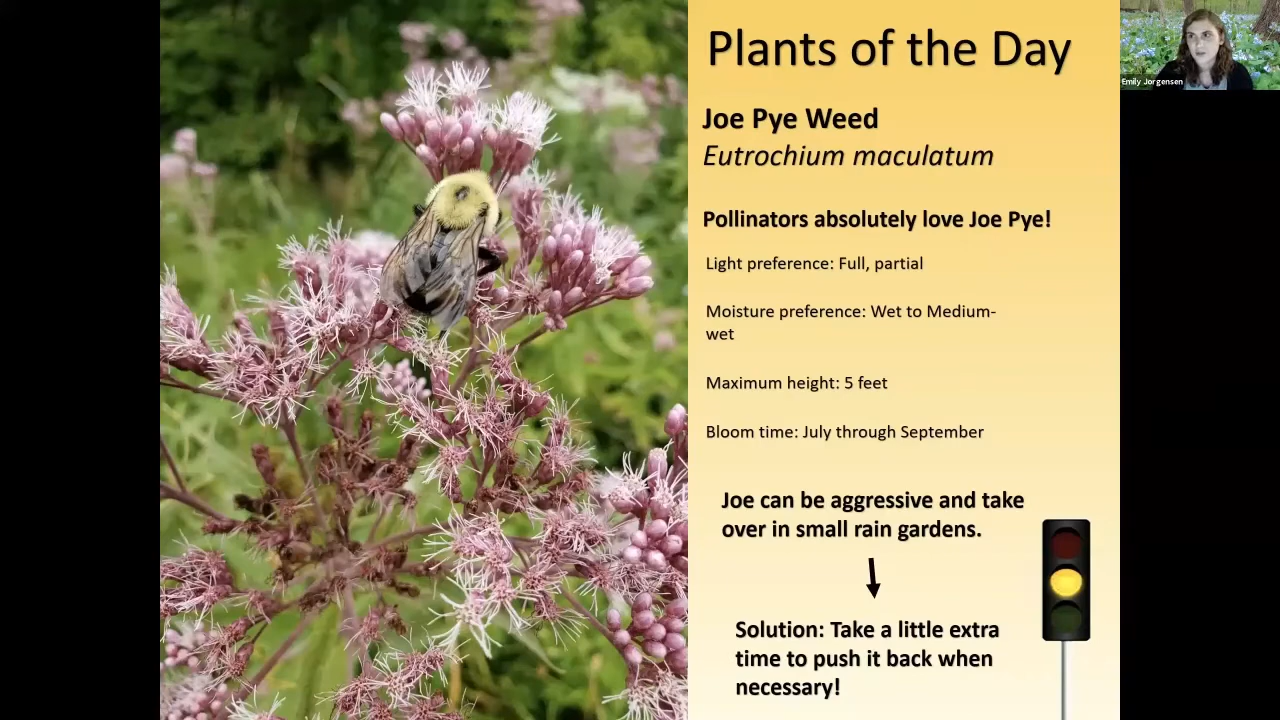 Plants of the Day
Emily Jorgensen
Joe Pye Weed
Eutrochium maculatum
Pollinators absolutely love Joe Pye!
Light preference: Full, partial
Moisture preference: Wet to Medium-
wet
Maximum height: 5 feet
Bloom time: July through September
Joe can be aggressive and take
over in small rain gardens.
Solution: Take a little extra
time to push it back when
necessary!